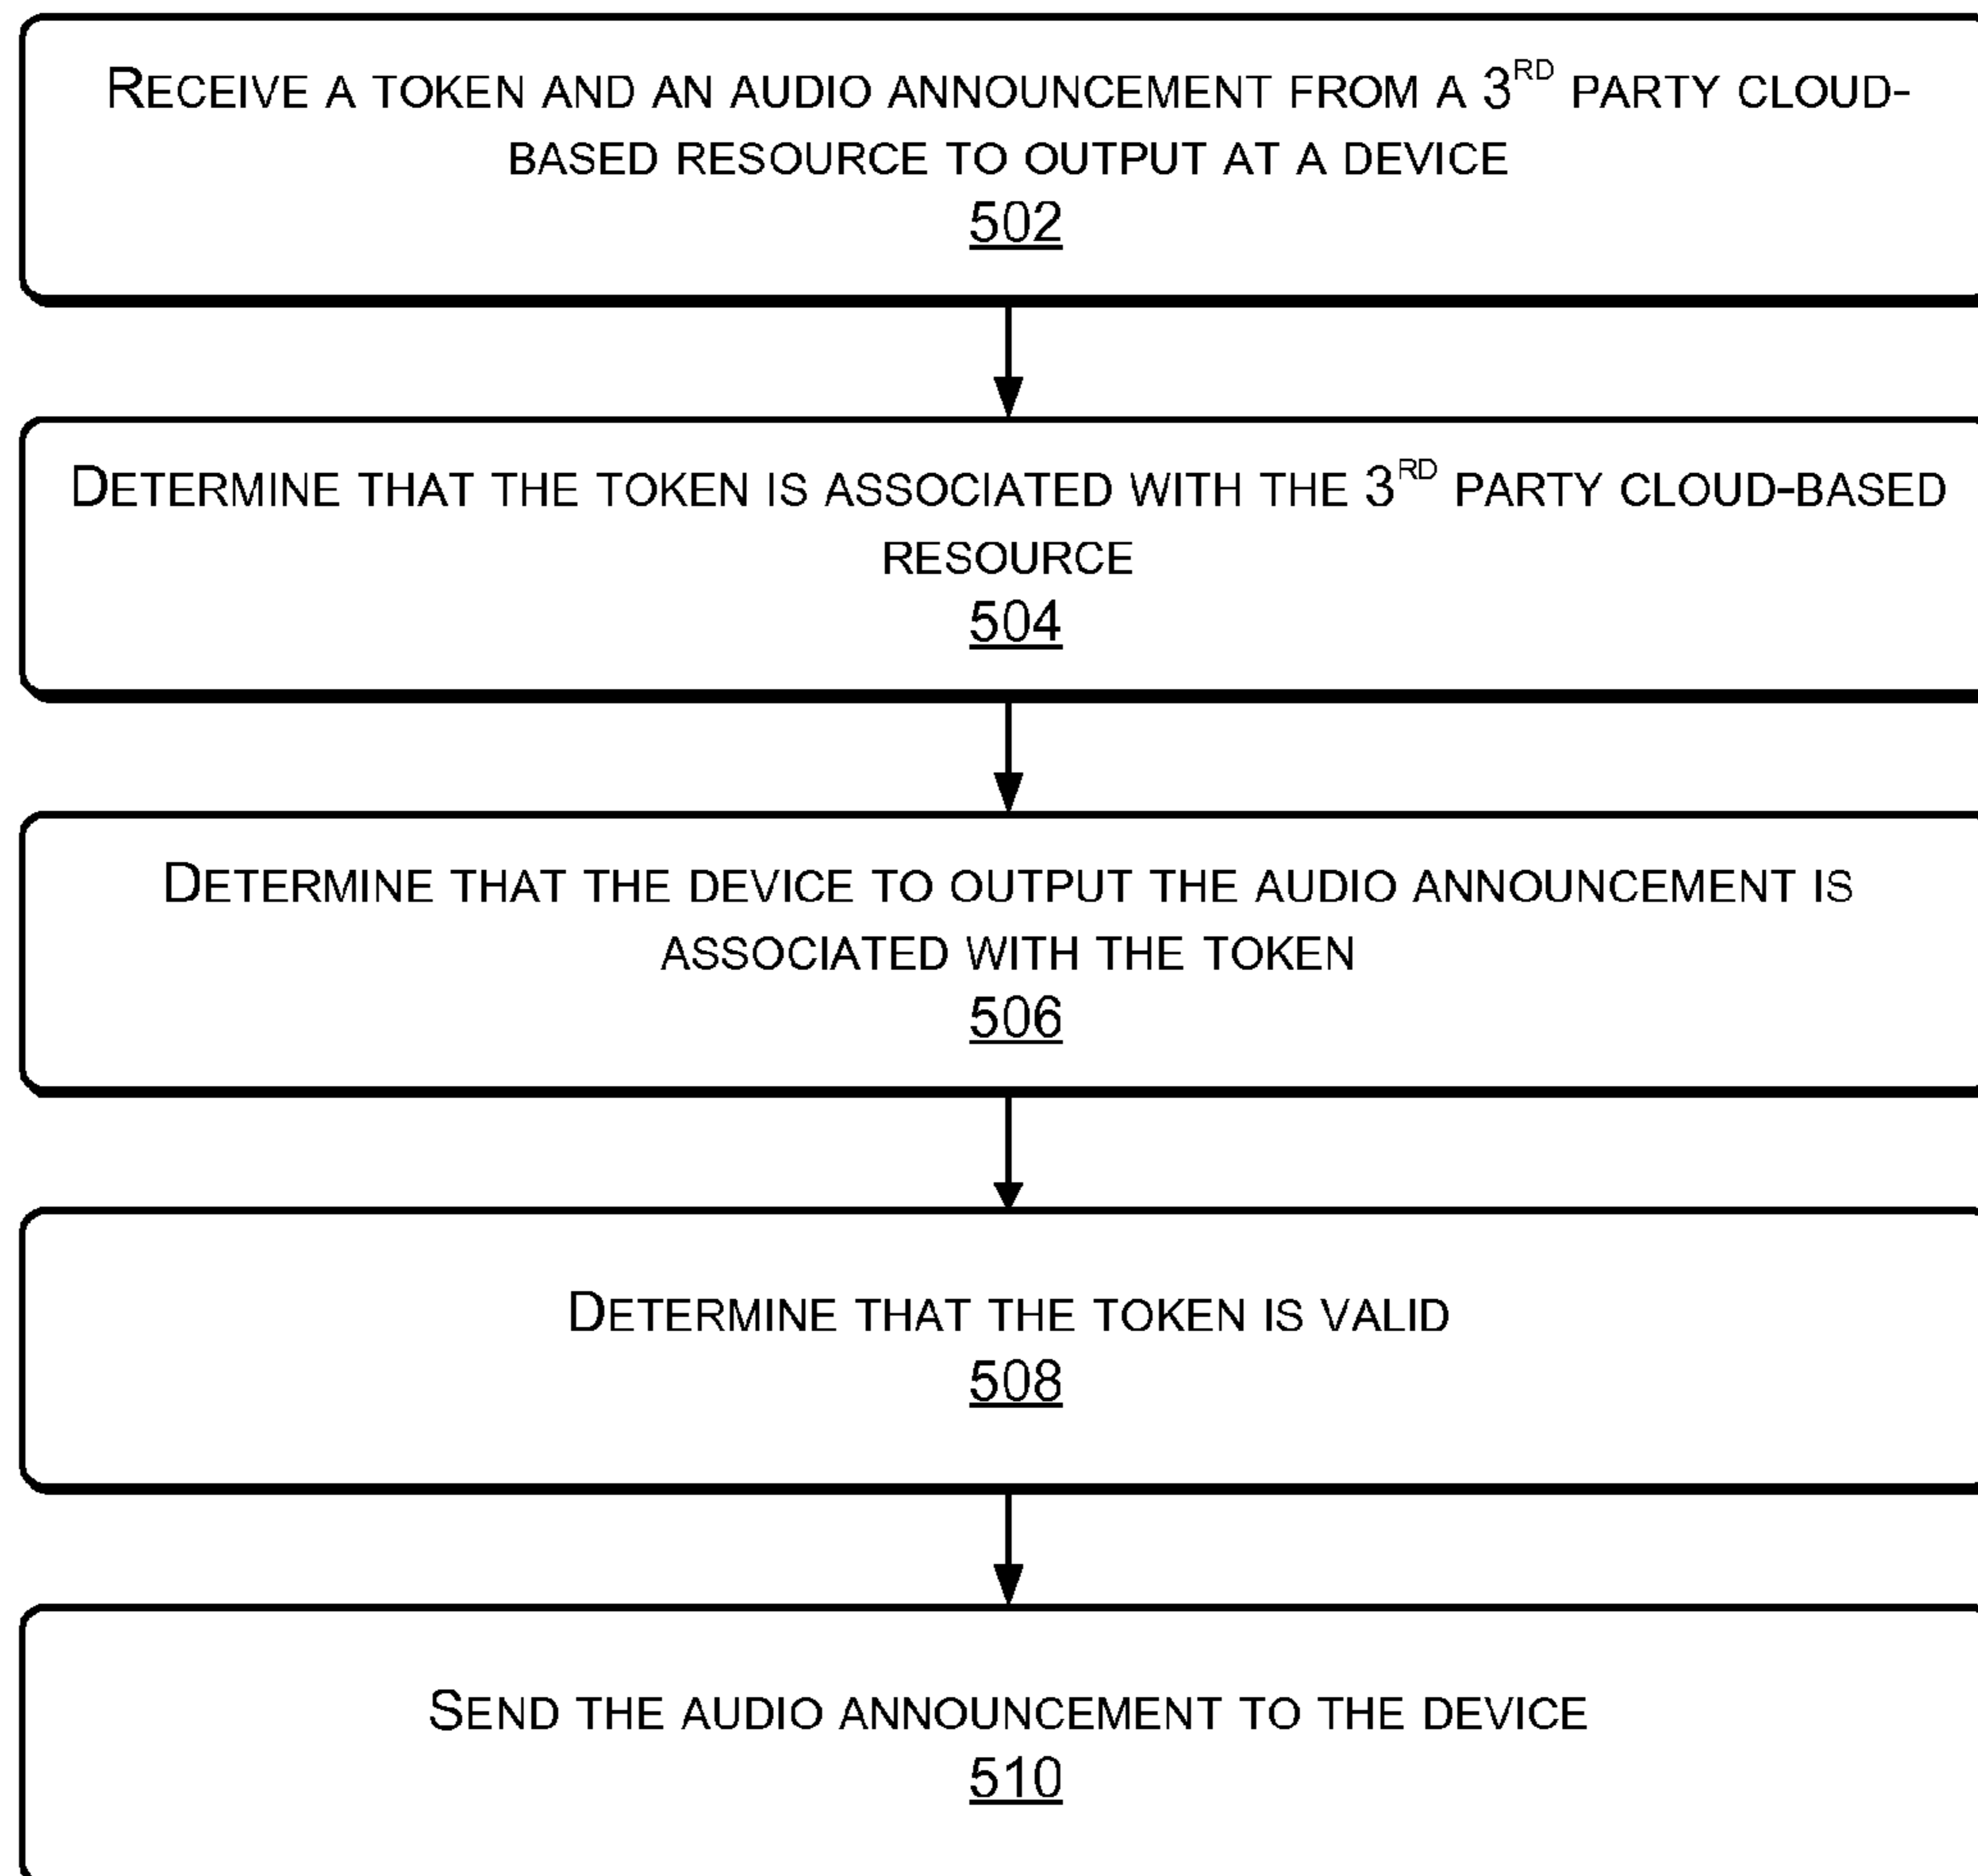 RECEIVE A TOKEN AND AN AUDIO ANNOUNCEMENT FROM A 3RD PARTY CLOUD-
BASED RESOURCE TO OUTPUT AT A DEVICE
502
DETERMINE THAT THE TOKEN IS ASSOCIATED WITH THE 3RD PARTY CLOUD-BASED
RESOURCE
504
DETERMINE THAT THE DEVICE TO OUTPUT THE AUDIO ANNOUNCEMENT IS
ASSOCIATED WITH THE TOKEN
506
DETERMINE THAT THE TOKEN IS VALID
508
SEND THE AUDIO ANNOUNCEMENT TO THE DEVICE
510